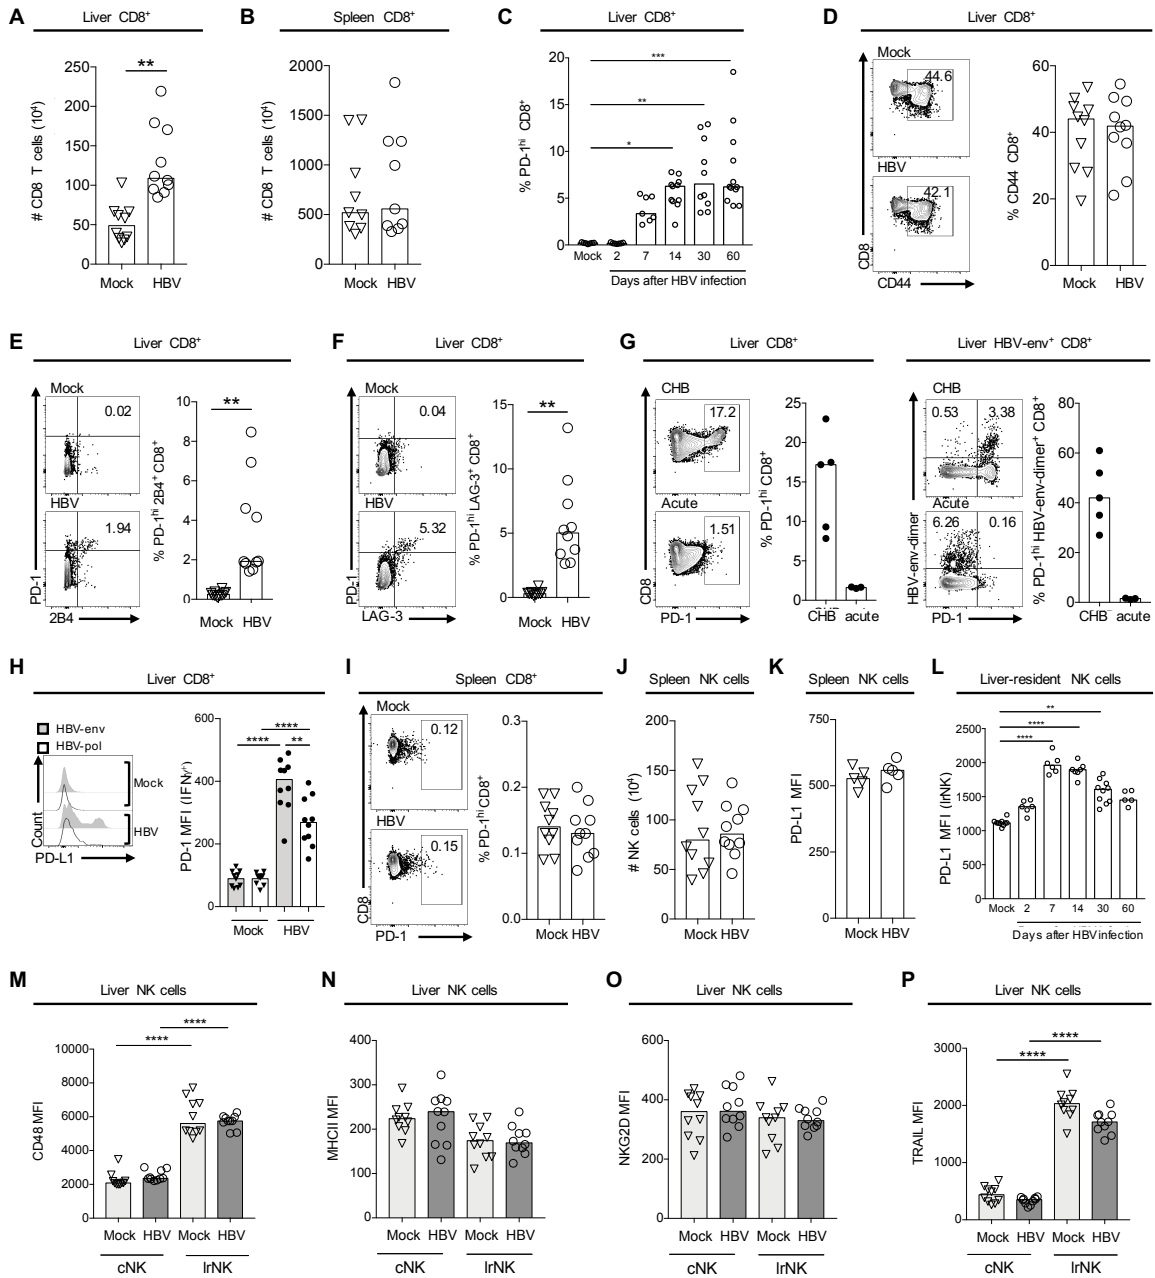 A
Liver CD8⁺
# CD8 T cells (10⁴)
250
200
150
100
50
0
**
Mock
HBV
B
Spleen CD8⁺
# CD8 T cells (10⁴)
2000
1500
1000
500
0
Mock
HBV
C
Liver CD8⁺
% PD-1ʰⁱ CD8⁺
20
15
10
5
0
***
**
*
Mock 2 7 14 30 60
Days after HBV infection
D
Liver CD8⁺
Mock
44.6
HBV
42.1
CD8
CD44
% CD44 CD8⁺
60
40
20
0
Mock
HBV
E
Liver CD8⁺
Mock
0.02
HBV
1.94
PD-1
2B4
% PD-1ʰⁱ 2B4⁺ CD8⁺
10
8
6
4
2
0
**
Mock HBV
F
Liver CD8⁺
Mock
0.04
HBV
5.32
PD-1
LAG-3
% PD-1ʰⁱ LAG-3⁺ CD8⁺
15
10
5
0
**
Mock HBV
G
Liver CD8⁺
CHB
17.2
Acute
1.51
CD8
PD-1
% PD-1ʰⁱ CD8⁺
25
20
15
10
5
0
CHB acute
Liver HBV-env⁺ CD8⁺
CHB
0.53 3.38
Acute
6.26 0.16
HBV-env-dimer
PD-1
% PD-1ʰⁱ HBV-env-dimer⁺ CD8⁺
80
60
40
20
0
CHB acute
H
Liver CD8⁺
HBV-env
HBV-pol
Mock
HBV
Count
PD-L1
PD-1 MFI (IFNγ⁺)
600
400
200
0
****
**** **
Mock HBV
I
Spleen CD8⁺
Mock
0.12
HBV
0.15
CD8
PD-1
% PD-1ʰⁱ CD8⁺
0.3
0.2
0.1
0.0
Mock HBV
J
Spleen NK cells
# NK cells (10⁴)
200
150
100
50
0
Mock HBV
K
Spleen NK cells
PD-L1 MFI
750
500
250
0
Mock HBV
L
Liver-resident NK cells
PD-L1 MFI (lrNK)
2500
2000
1500
1000
500
0
**
****
****
Mock 2 7 14 30 60
Days after HBV infection
M
Liver NK cells
CD48 MFI
10000
8000
6000
4000
2000
0
****
****
Mock HBV Mock HBV
cNK lrNK
N
Liver NK cells
MHCII MFI
400
300
200
100
0
Mock HBV Mock HBV
cNK lrNK
O
Liver NK cells
NKG2D MFI
600
400
200
0
Mock HBV Mock HBV
cNK lrNK
P
Liver NK cells
TRAIL MFI
3000
2000
1000
0
****
****
Mock HBV Mock HBV
cNK lrNK